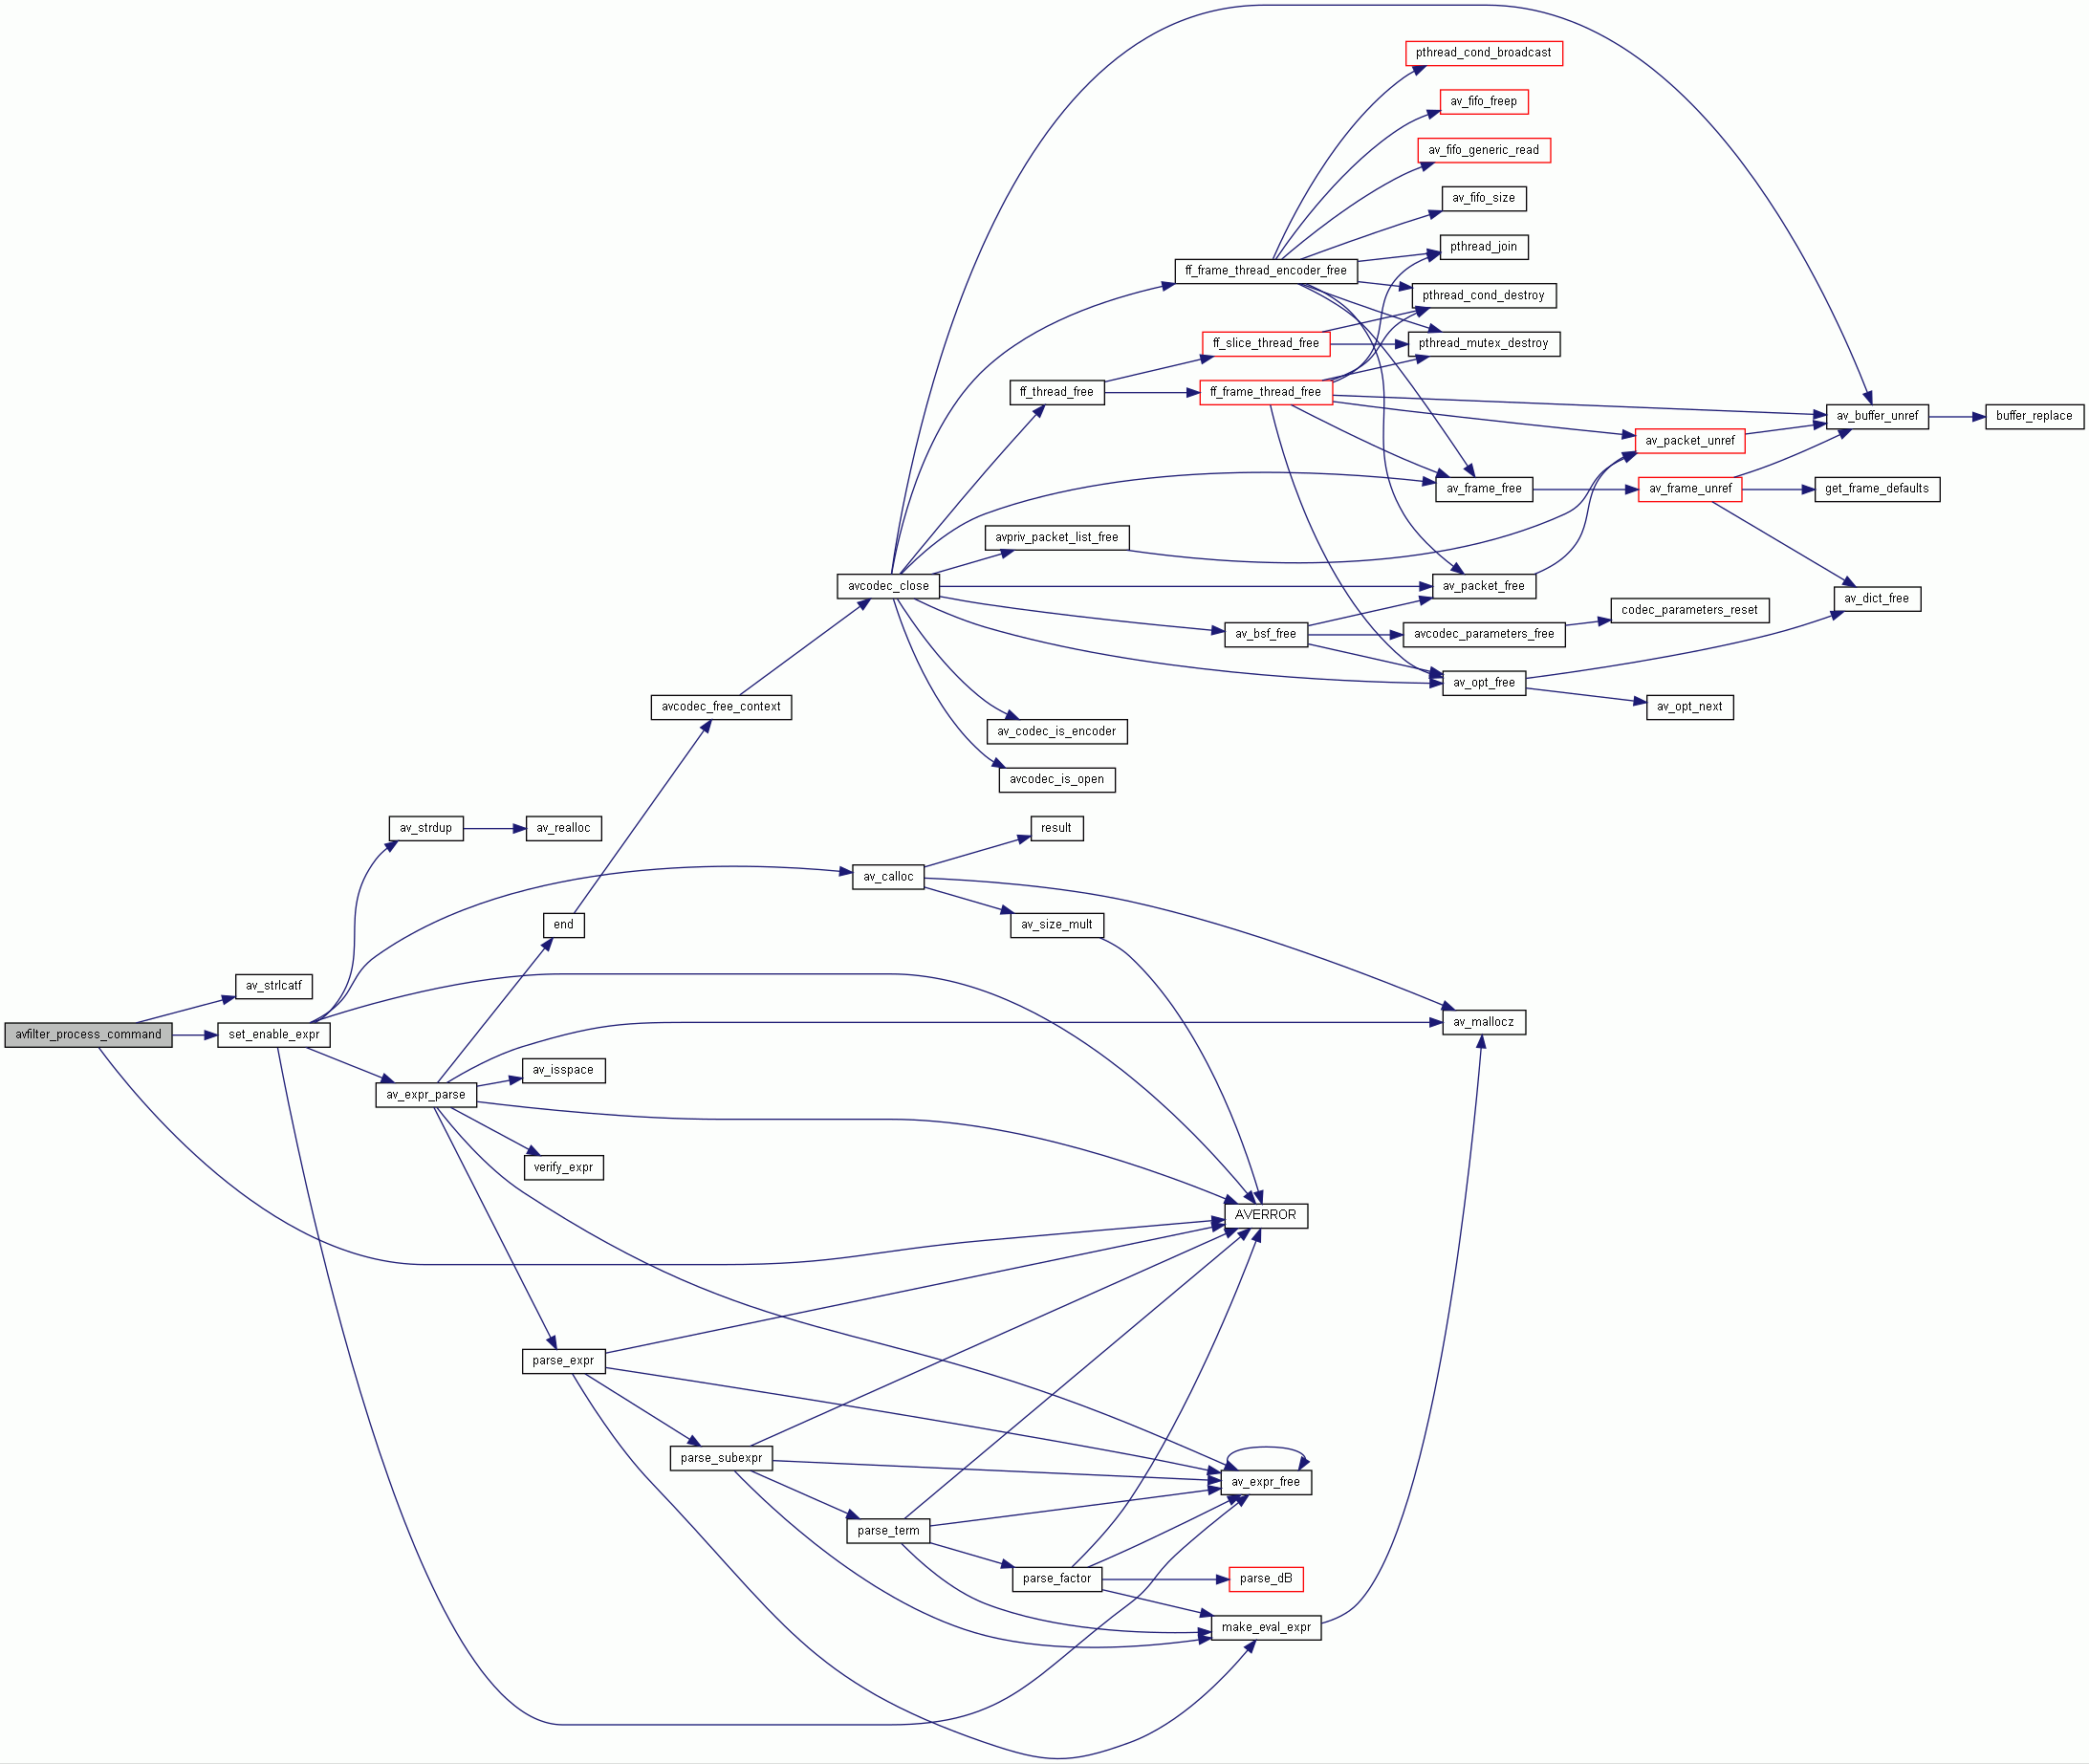 pthread_cond_broadcast
av_fifo_freep
av_fifo_generic_read
av_fifo_size
pthread_join
ff_frame_thread_encoder_free
pthread_cond_destroy
ff_slice_thread_free
pthread_mutex_destroy
ff_thread_free
ff_frame_thread_free
av_buffer_unref
buffer_replace
av_packet_unref
av_frame_free
av_frame_unref
get_frame_defaults
avpriv_packet_list_free
avcodec_close
av_packet_free
av_dict_free
codec_parameters_reset
av_bsf_free
avcodec_parameters_free
av_opt_free
avcodec_free_context
av_opt_next
av_codec_is_encoder
avcodec_is_open
av_strdup
av_realloc
result
av_calloc
end
av_size_mult
av_strlcatf
av_mallocz
avfilter_process_command
set_enable_expr
av_isspace
av_expr_parse
verify_expr
AVERROR
parse_expr
parse_subexpr
av_expr_free
parse_term
parse_factor
parse_dB
make_eval_expr